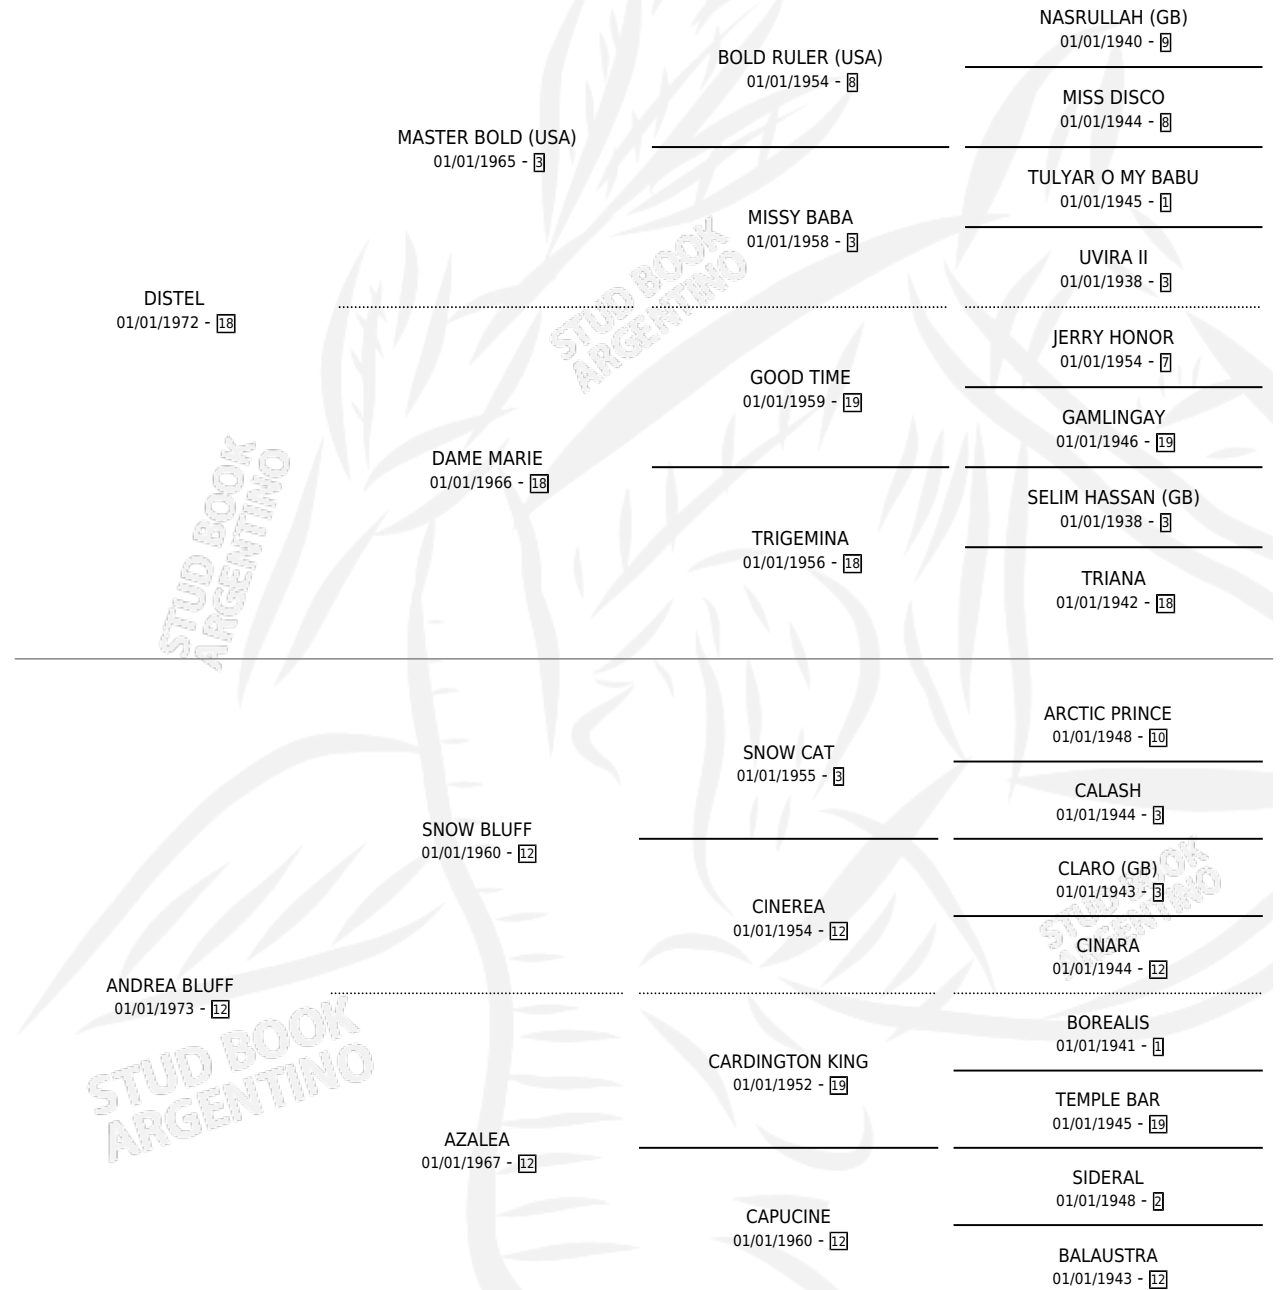 NASRULLAH (GB)
01/01/1940 - 9
BOLD RULER (USA)
01/01/1954 - 8
MISS DISCO
01/01/1944 - 8
MASTER BOLD (USA)
01/01/1965 - 3
TULYAR O MY BABU
01/01/1945 - 1
MISSY BABA
01/01/1958 - 3
UVIRA II
01/01/1938 - 3
DISTEL
01/01/1972 - 18
JERRY HONOR
01/01/1954 - 7
GOOD TIME
01/01/1959 - 19
GAMLINGAY
01/01/1946 - 19
DAME MARIE
01/01/1966 - 18
SELIM HASSAN (GB)
01/01/1938 - 3
TRIGEMINA
01/01/1956 - 18
TRIANA
01/01/1942 - 18
ARCTIC PRINCE
01/01/1948 - 10
SNOW CAT
01/01/1955 - 3
CALASH
01/01/1944 - 3
SNOW BLUFF
01/01/1960 - 12
CLARO (GB)
01/01/1943 - 3
CINEREA
01/01/1954 - 12
CINARA
01/01/1944 - 12
ANDREA BLUFF
01/01/1973 - 12
BOREALIS
01/01/1941 - 1
CARDINGTON KING
01/01/1952 - 19
TEMPLE BAR
01/01/1945 - 19
AZALEA
01/01/1967 - 12
SIDERAL
01/01/1948 - 2
CAPUCINE
01/01/1960 - 12
BALAUSTRA
01/01/1943 - 12
STUD BOOK
ARGENTINO
STUD BOOK
ARGENTINO
STUD BOOK
ARGENTINO
STUD BOOK
ARGENTINO